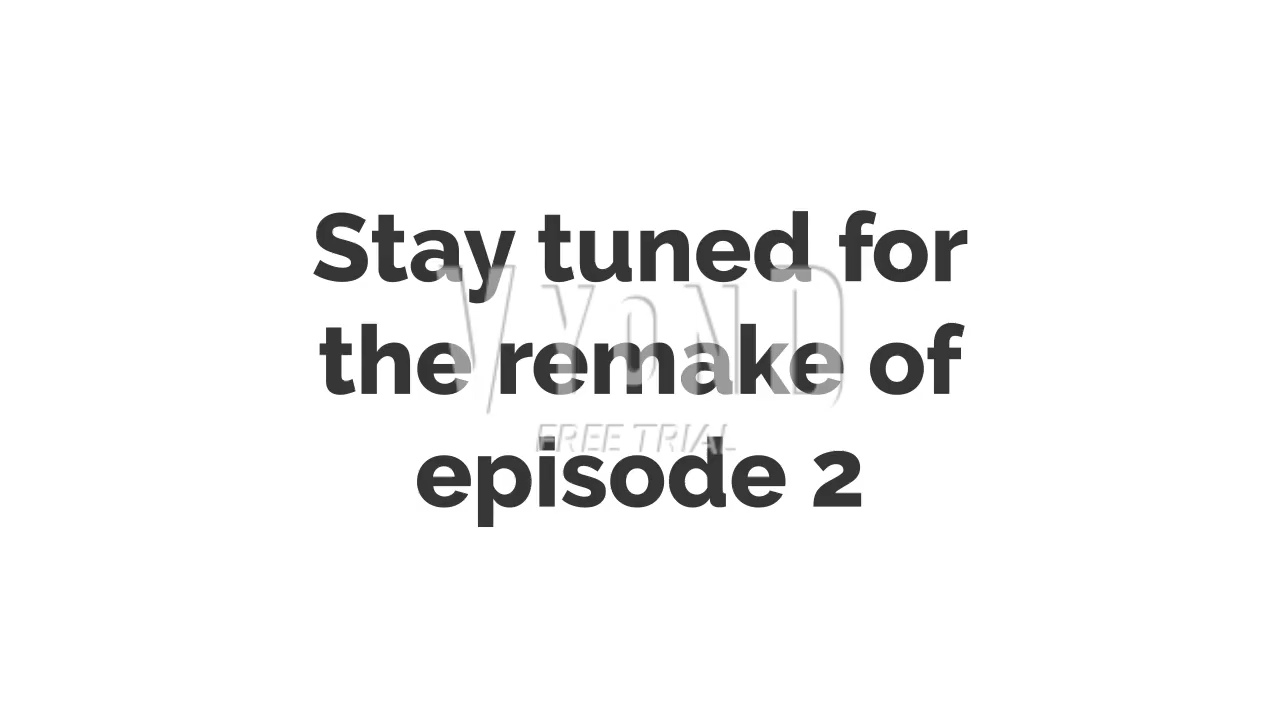 Stay tuned for
the remake of
episode 2
VYOND
FREE TRIAL